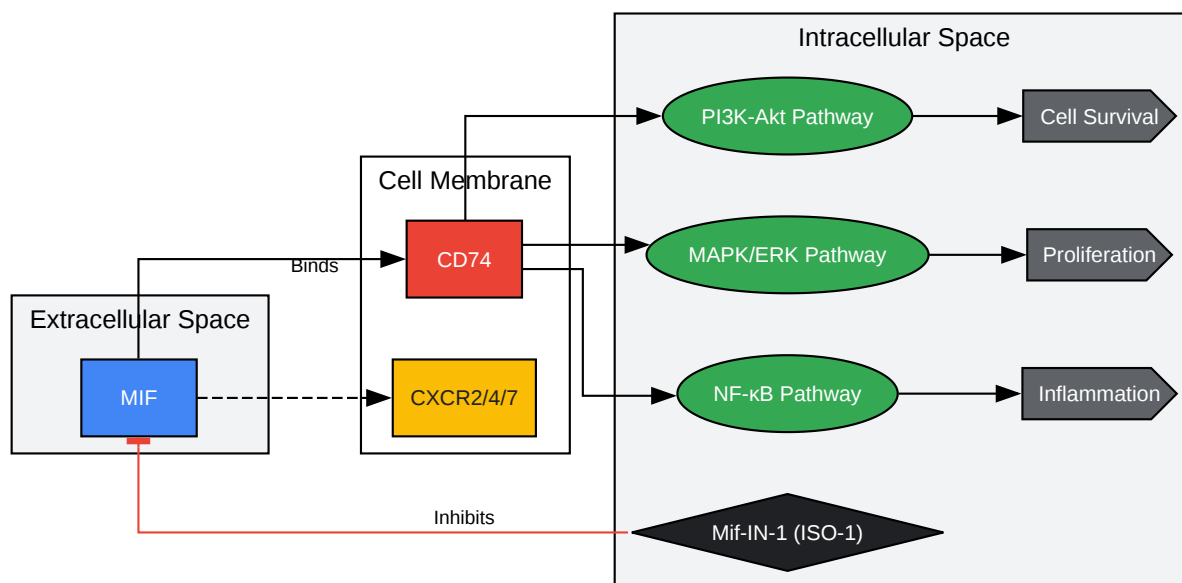 Intracellular Space
PI3K-Akt Pathway
Cell Survival
Cell Membrane
CD74
Binds
MAPK/ERK Pathway
Proliferation
Extracellular Space
MIF
CXCR2/4/7
NF-κB Pathway
Inflammation
Inhibits
Mif-IN-1 (ISO-1)